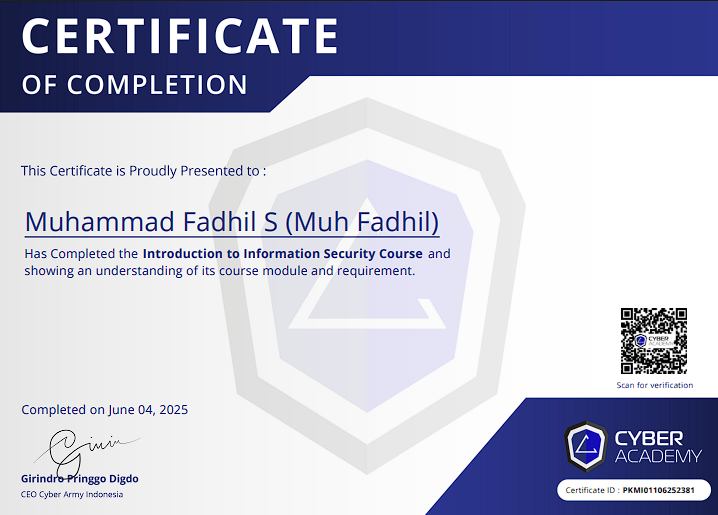 CERTIFICATE
OF COMPLETION
This Certificate is Proudly Presented to :
Muhammad Fadhil S (Muh Fadhil)
Has Completed the Introduction to Information Security Course and
showing an understanding of its course module and requirement.
CYBER
ACADEMY
Scan for verification
Completed on June 04, 2025
Girindro Pringgo Digdo
CEO Cyber Army Indonesia
CYBER
ACADEMY
Certificate ID : PKMI01106252381